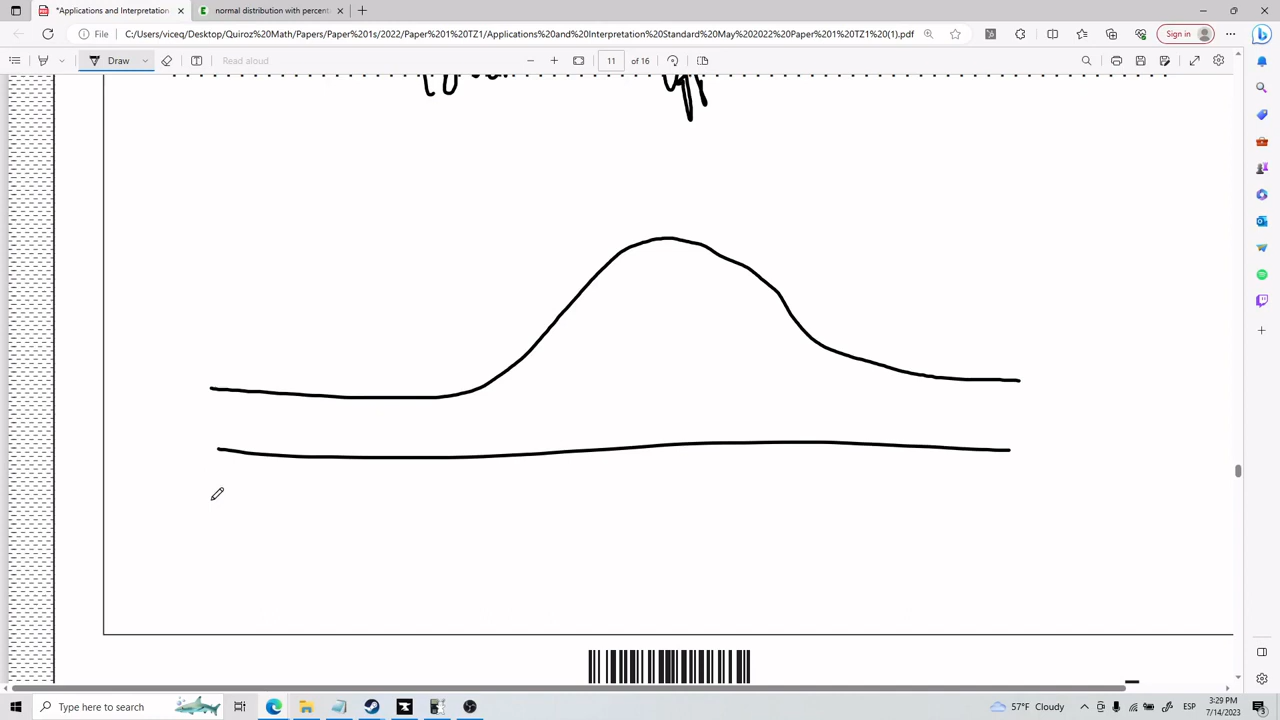 *Applications and Interpretation
normal distribution with percent
File
C:/Users/viceq/Desktop/Quiroz%20Math/Papers/Paper%201s/2022/Paper%201%20TZ1/Applications%20and%20Interpretation%20Standard%20May%202022%20Paper%201%20TZ1%20(1).pdf
Sign in
Draw
Read aloud
11
of 16
Type here to search
57°F Cloudy
ESP
3:29 PM
7/14/2023